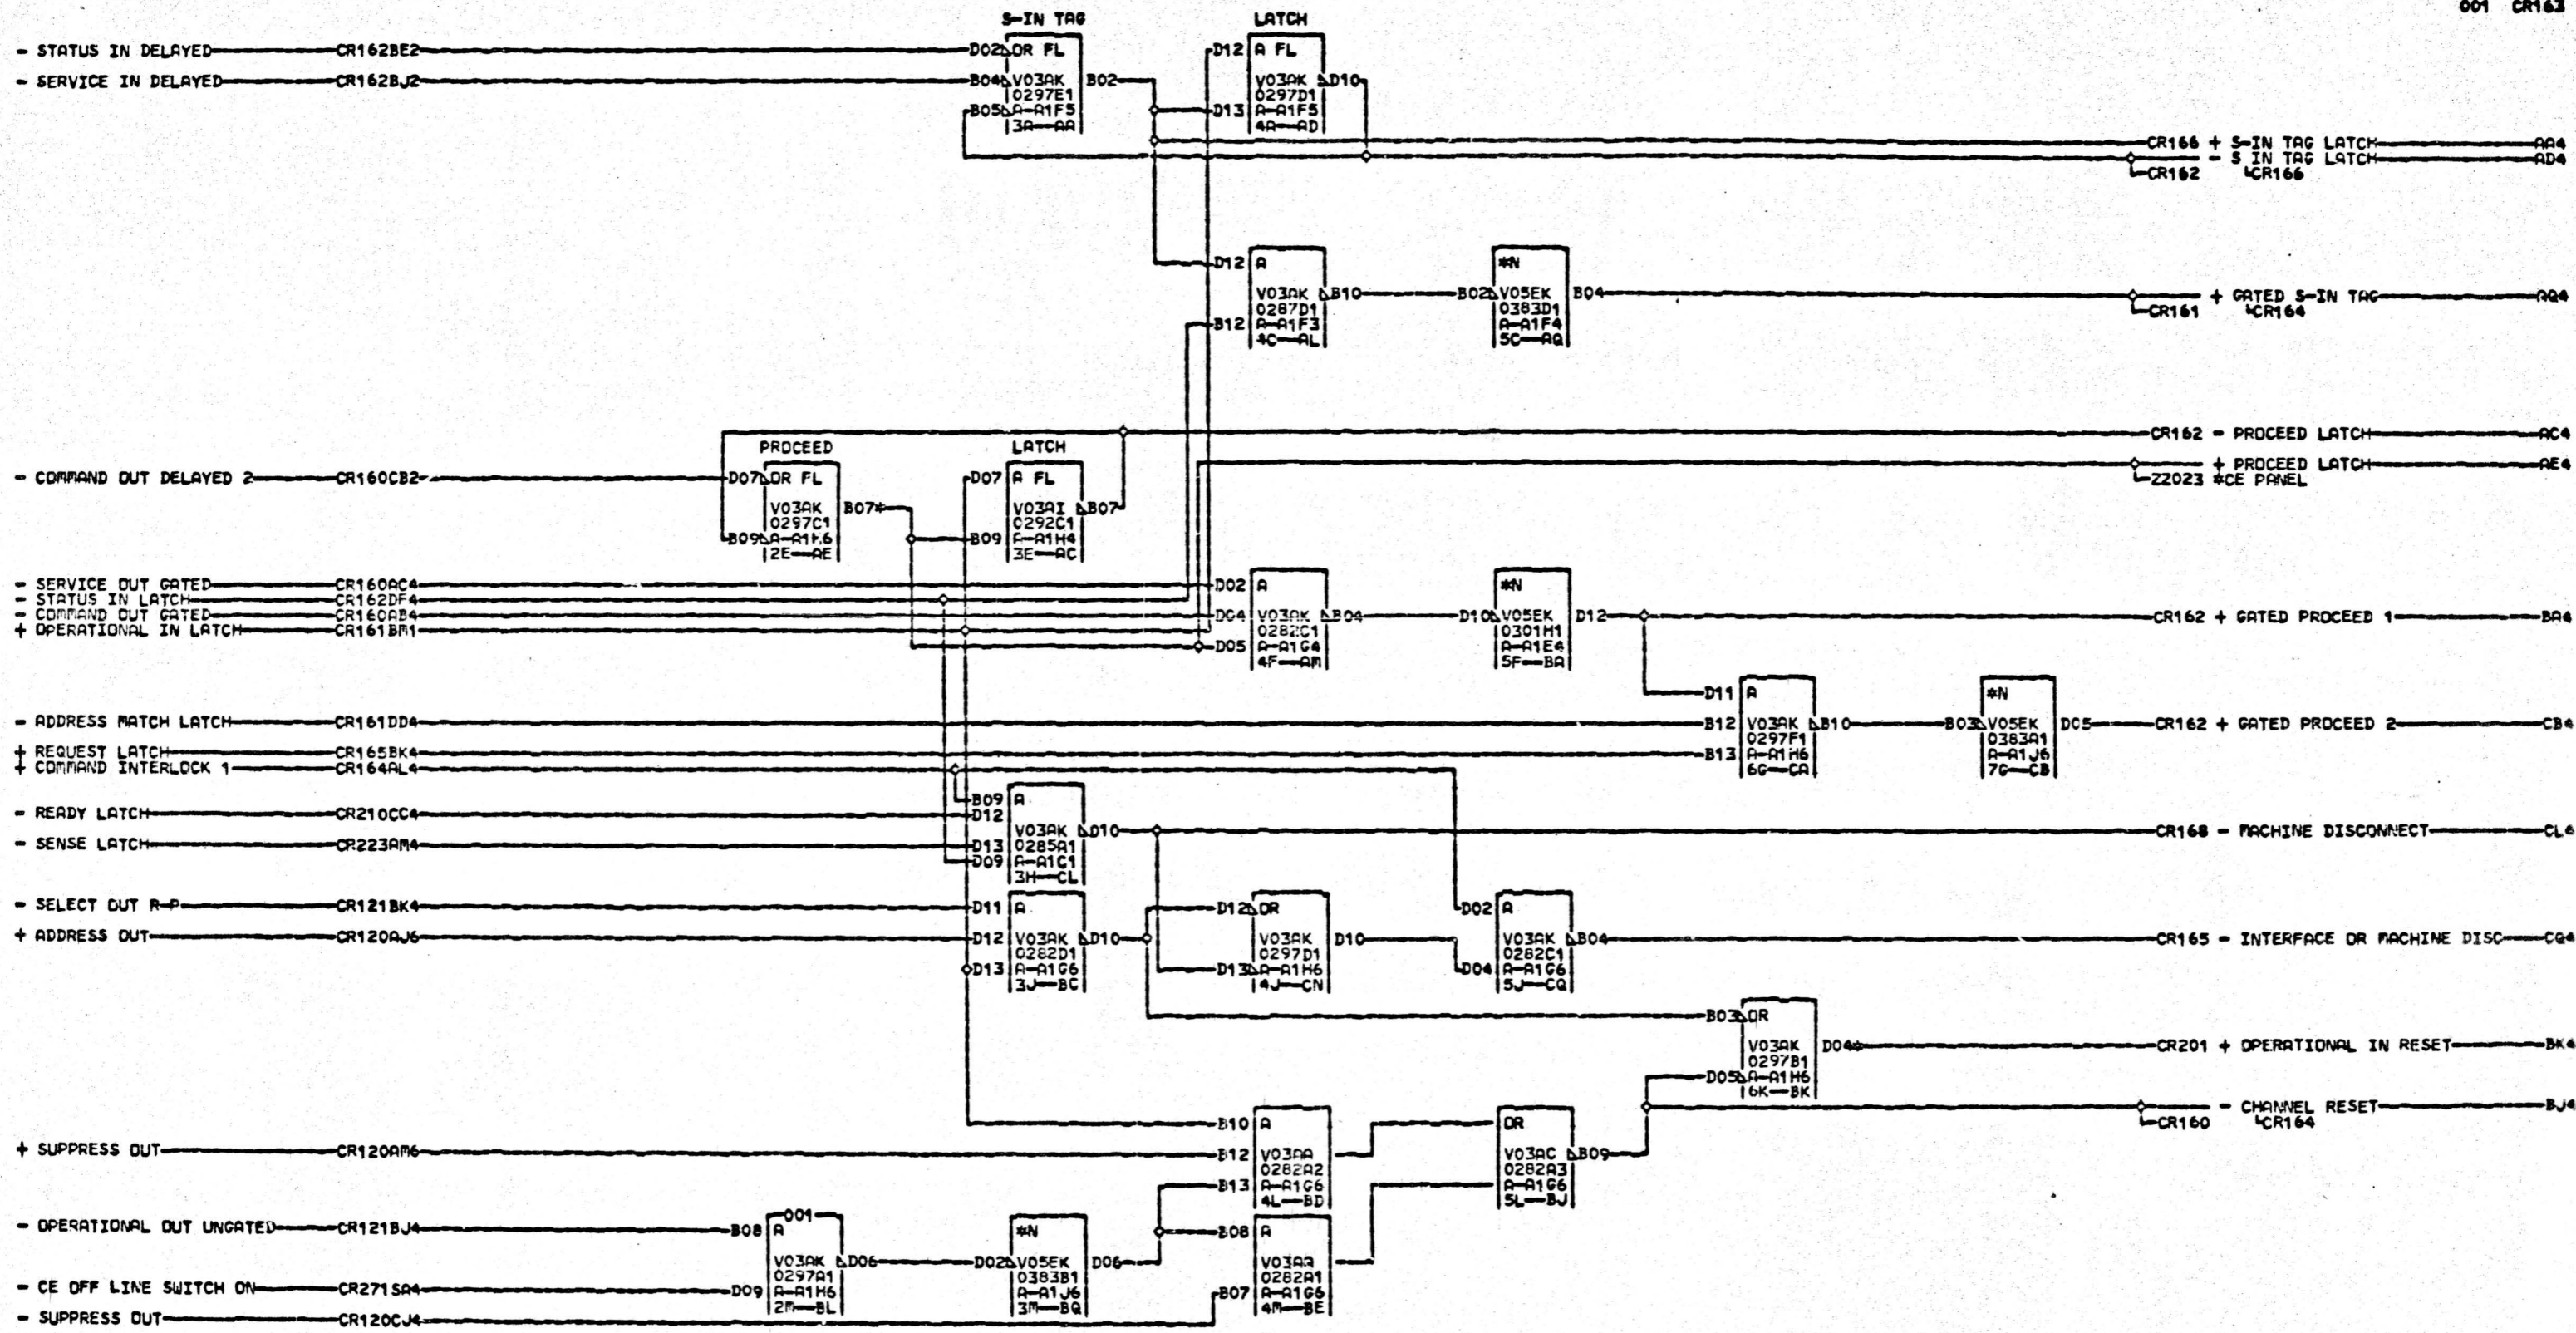 001 CR163
S-IN TAG
LATCH
- STATUS IN DELAYED CR162BE2 D02 OR FL D12 A FL
- SERVICE IN DELAYED CR162BJ2 B04 V03AK B02 V03AK D10
0297E1 0297D1
B05 A-A1F5 D13 A-A1F5
3A AA 4A AD
CR166 + S-IN TAG LATCH AA4
- S IN TAG LATCH AD4
CR162 CR166
D12 A *N
V03AK B10 B02 V05EK B04 + GATED S-IN TAG AQ4
0287D1 0383D1 CR161 CR164
B12 A-A1F3 A-A1F4
4C AL 5C AQ
CR162 - PROCEED LATCH AC4
PROCEED LATCH
+ PROCEED LATCH AE4
- COMMAND OUT DELAYED 2 CR160CB2 D07 OR FL D07 A FL ZZ023 *CE PANEL
V03AK B07* V03AI B07
0297C1 0292C1
B09 A-A1H6 B09 A-A1H4
2E AE 3E AC
- SERVICE OUT GATED CR160AC4 D02 A *N
- STATUS IN LATCH CR162DF4
- COMMAND OUT GATED CR160AB4 D04 V03AK B04 D10 V05EK D12 CR162 + GATED PROCEED 1 BA4
+ OPERATIONAL IN LATCH CR161BM1 0282C1 0301H1
D05 A-A1G4 A-A1E4
4F AM 5F BA
D11 A *N
- ADDRESS MATCH LATCH CR161DD4 B12 V03AK B10 B03 V05EK D05 CR162 + GATED PROCEED 2 CB4
0297F1 0383A1
+ REQUEST LATCH CR165BK4 B13 A-A1H6 A-A1J6
+ COMMAND INTERLOCK 1 CR164AL4 6G CA 7G CB
B09 A
- READY LATCH CR210CC4 D12
V03AK D10 CR168 - MACHINE DISCONNECT CL4
- SENSE LATCH CR223AM4 D13 0285A1
D09 A-A1C1
3H CL
- SELECT OUT R-P CR121BK4 D11 A D12 OR D02 A
+ ADDRESS OUT CR120AJ6 D12 V03AK D10 V03AK D10 V03AK B04 CR165 - INTERFACE OR MACHINE DISC CQ4
0282D1 0297D1 0282C1
D13 A-A1G6 D13 A-A1H6 D04 A-A1G6
3J BC 4J CN 5J CQ
B03 OR
V03AK D04* CR201 + OPERATIONAL IN RESET BK4
0297B1
D05 A-A1H6
6K BK
- CHANNEL RESET BJ4
CR160 CR164
B10 A OR
+ SUPPRESS OUT CR120AM6 B12 V03AA V03AC B09
0282A2 0282A3
B13 A-A1G6 A-A1G6
4L BD 5L BJ
001 *N
- OPERATIONAL OUT UNGATED CR121BJ4 B08 A B08 A
V03AK D06 D02 V05EK D06 V03AA
0297A1 0383B1 0282A1
- CE OFF LINE SWITCH ON CR271SA4 D09 A-A1H6 A-A1J6 B07 A-A1G6
2M BL 3M BQ 4M BE
- SUPPRESS OUT CR120CJ4